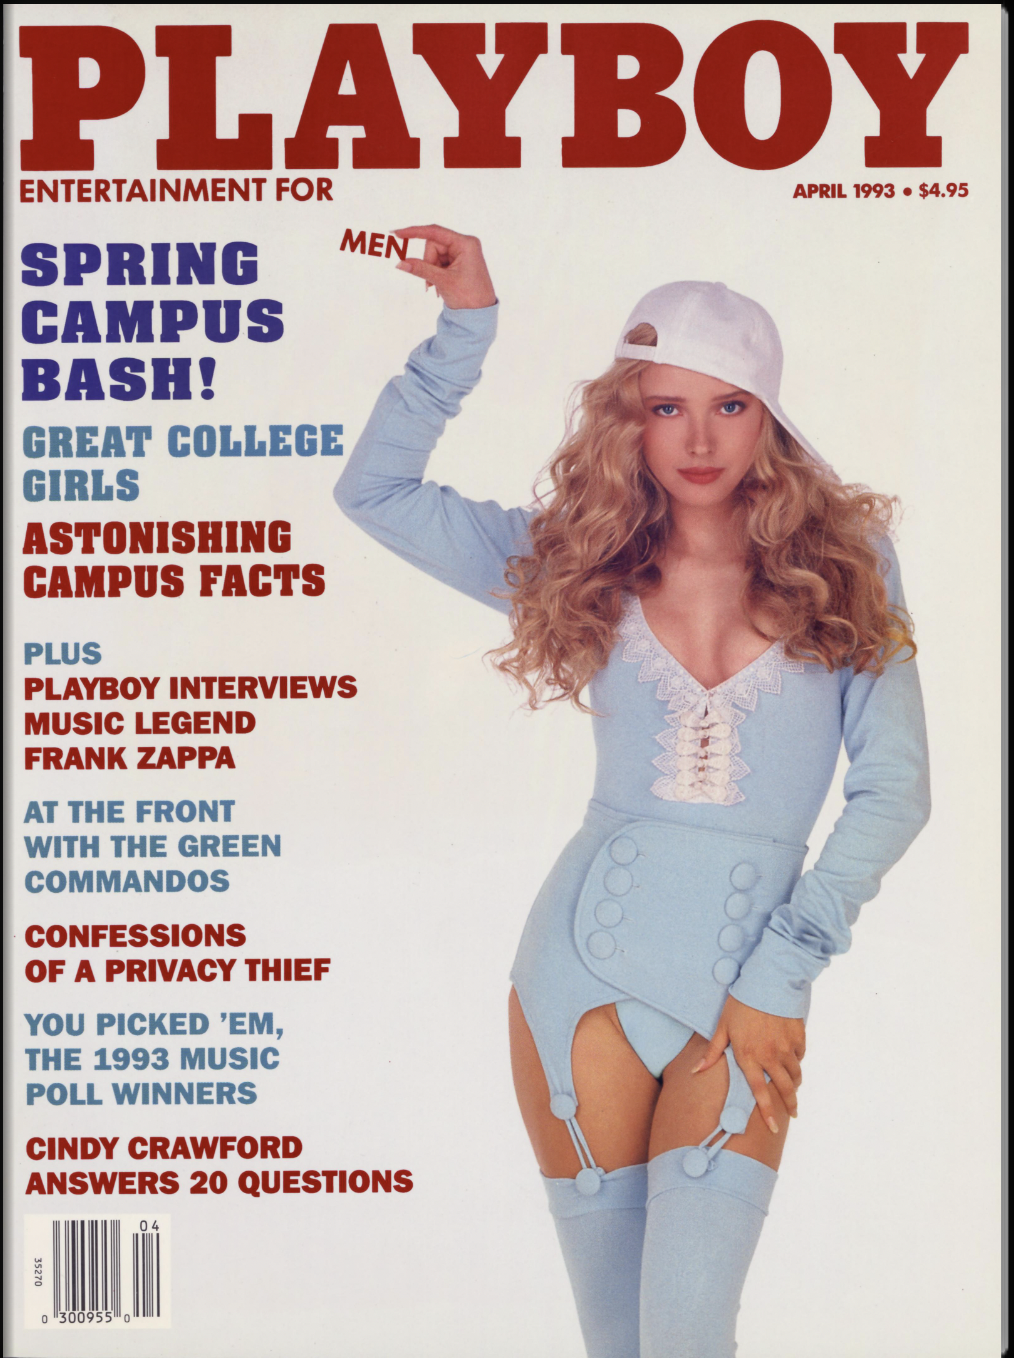 PLAYBOY
ENTERTAINMENT FOR
MEN
APRIL 1993 • $4.95
SPRING
CAMPUS
BASH!
GREAT COLLEGE
GIRLS
ASTONISHING
CAMPUS FACTS
PLUS
PLAYBOY INTERVIEWS
MUSIC LEGEND
FRANK ZAPPA
AT THE FRONT
WITH THE GREEN
COMMANDOS
CONFESSIONS
OF A PRIVACY THIEF
YOU PICKED ’EM,
THE 1993 MUSIC
POLL WINNERS
CINDY CRAWFORD
ANSWERS 20 QUESTIONS
04
35270
0 300955 0